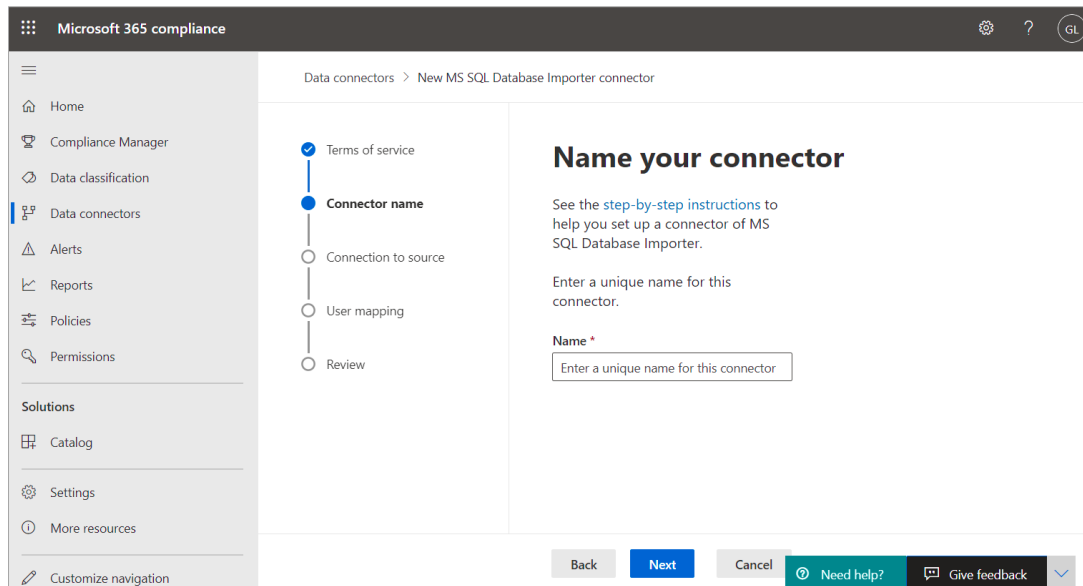 Microsoft 365 compliance
?
GL
Home
Compliance Manager
Data classification
Data connectors
Alerts
Reports
Policies
Permissions
Solutions
Catalog
Settings
More resources
Customize navigation
Data connectors > New MS SQL Database Importer connector
Terms of service
Connector name
Connection to source
User mapping
Review
Name your connector
See the step-by-step instructions to
help you set up a connector of MS
SQL Database Importer.
Enter a unique name for this
connector.
Name *
Enter a unique name for this connector
Back Next Cancel
Need help? Give feedback